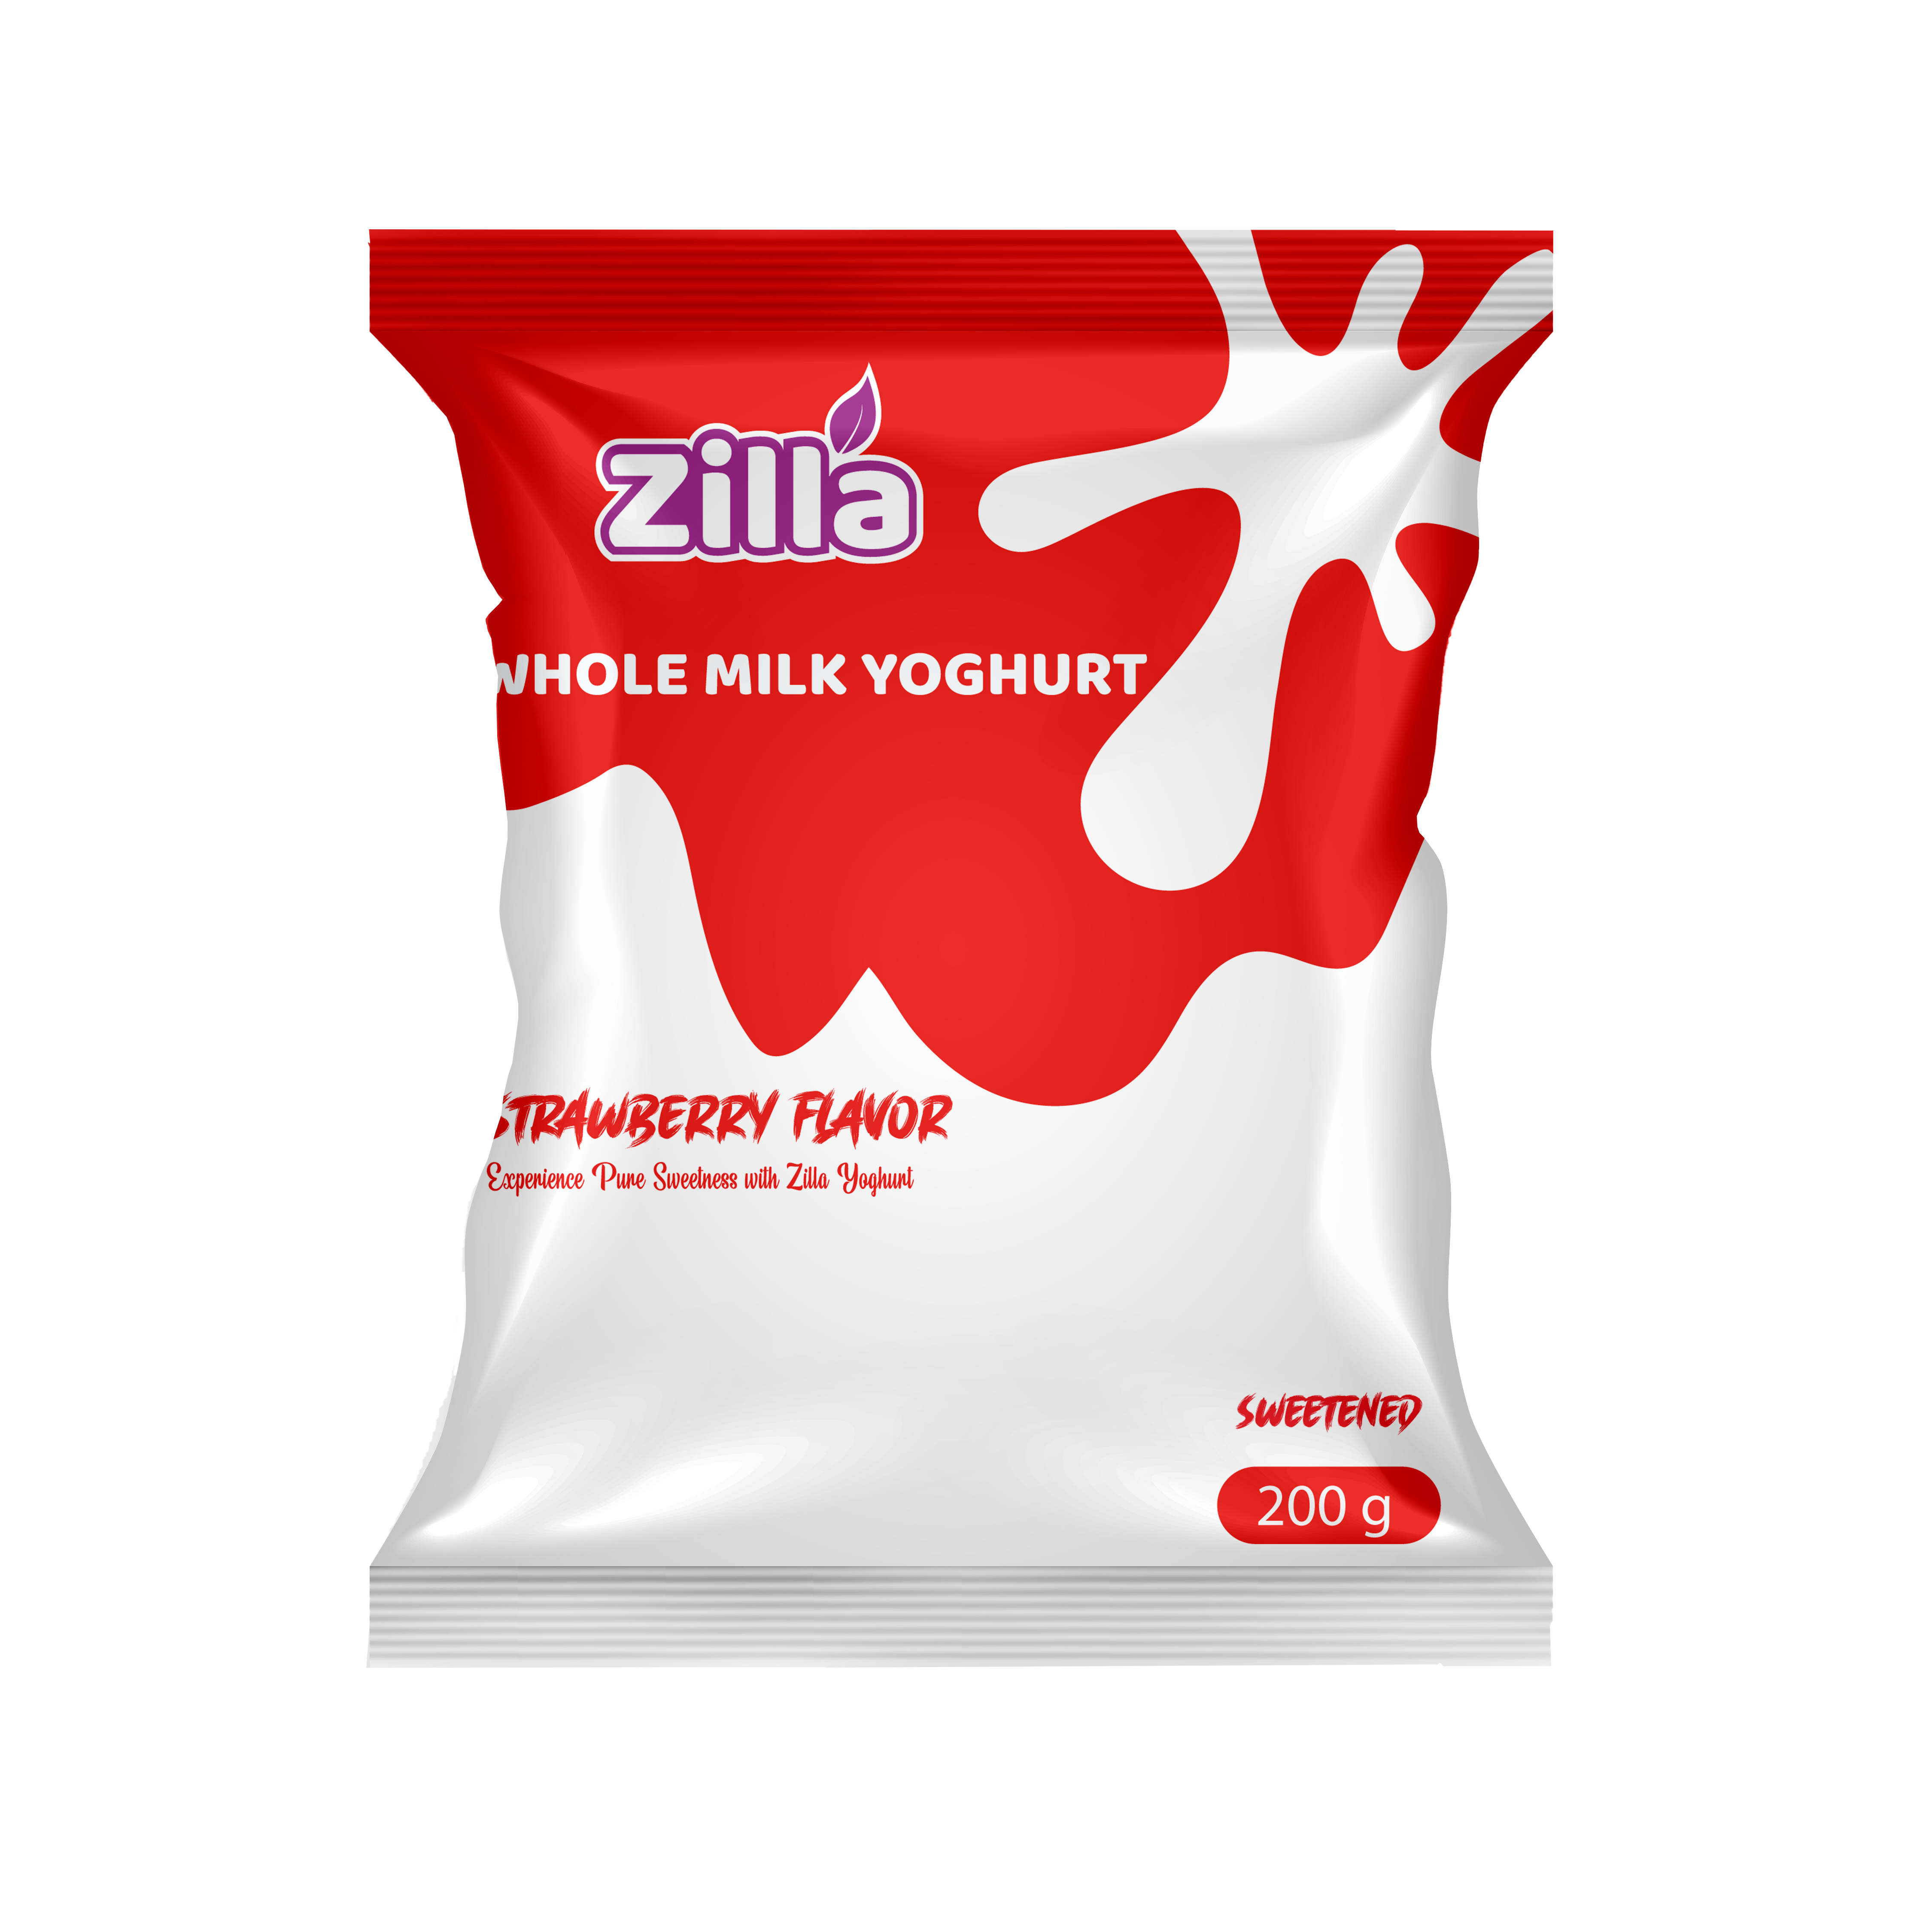 Zilla
WHOLE MILK YOGHURT
STRAWBERRY FLAVOR
Experience Pure Sweetness with Zilla Yoghurt
SWEETENED
200 g